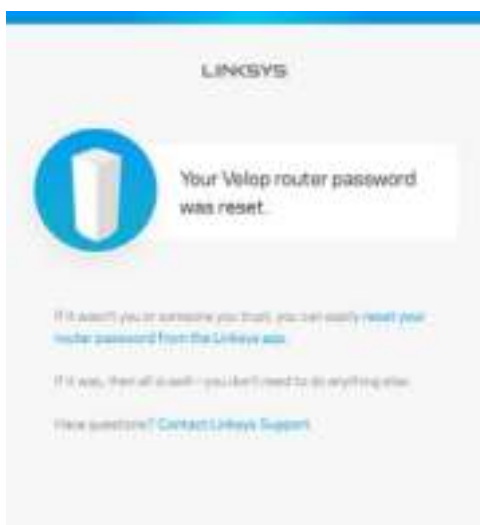 LINKSYS
Your Velop router password
was reset.
If it wasn't you or someone you trust, you can easily reset your
router password from the Linksys app.
If it was, then all is well - you don't need to do anything else.
Have questions? Contact Linksys Support